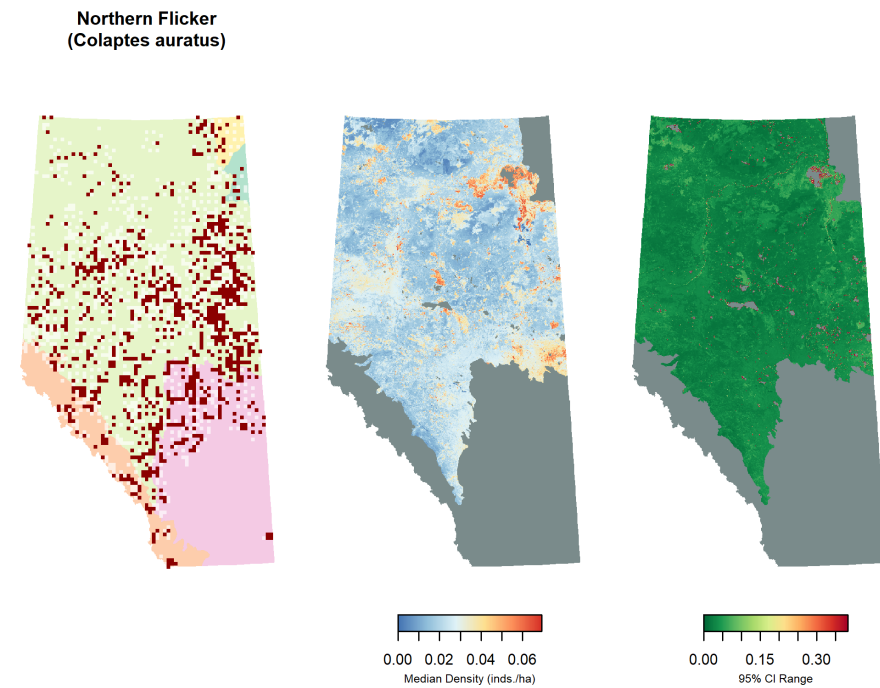 Northern Flicker
(Colaptes auratus)
0.00 0.02 0.04 0.06
Median Density (inds./ha)
0.00 0.15 0.30
95% CI Range